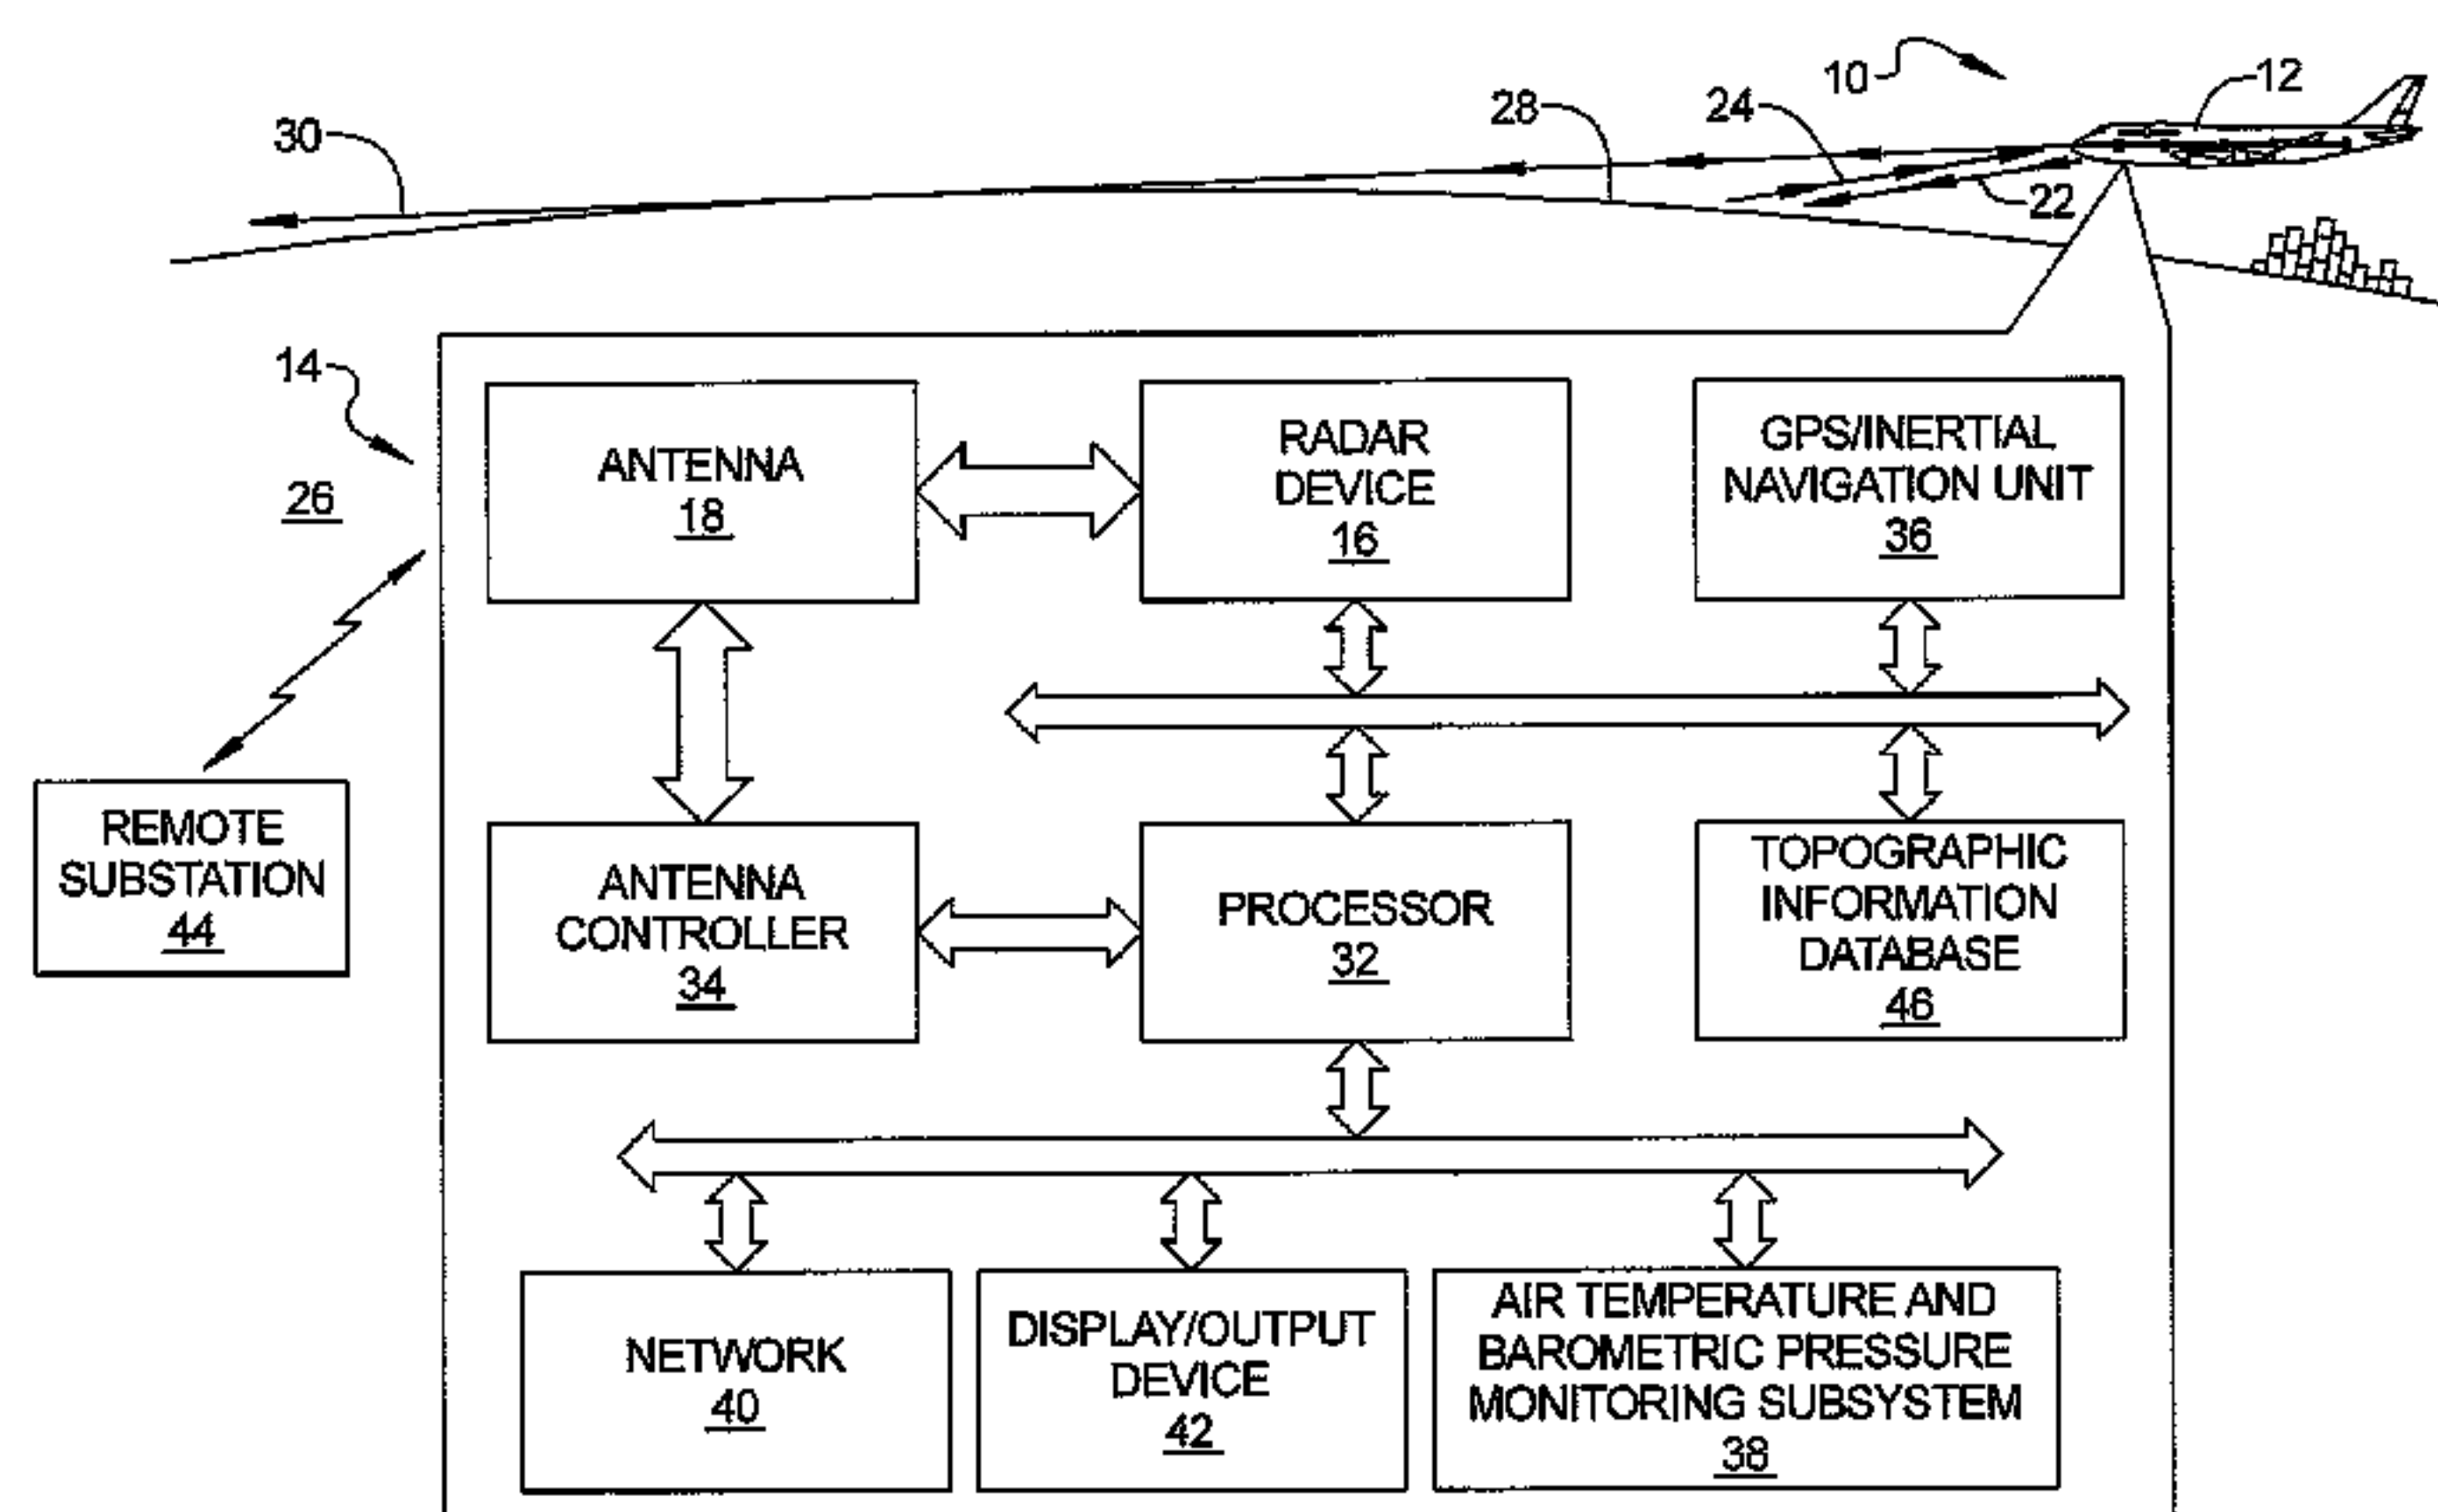 10
12
28
24
30
22
14
26
ANTENNA
18
RADAR
DEVICE
16
GPS/INERTIAL
NAVIGATION UNIT
36
REMOTE
SUBSTATION
44
ANTENNA
CONTROLLER
34
PROCESSOR
32
TOPOGRAPHIC
INFORMATION
DATABASE
46
NETWORK
40
DISPLAY/OUTPUT
DEVICE
42
AIR TEMPERATURE AND
BAROMETRIC PRESSURE
MONITORING SUBSYSTEM
38